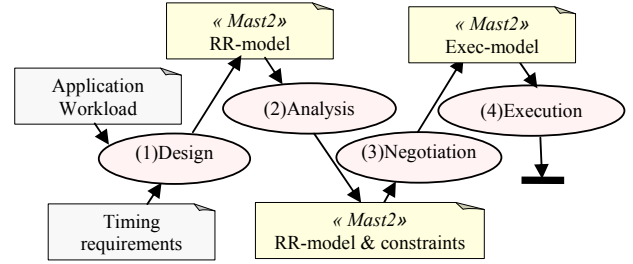 « Mast2»
RR-model
« Mast2»
Exec-model
Application
Workload
(2)Analysis
(4)Execution
(1)Design
(3)Negotiation
Timing
requirements
« Mast2»
RR-model & constraints